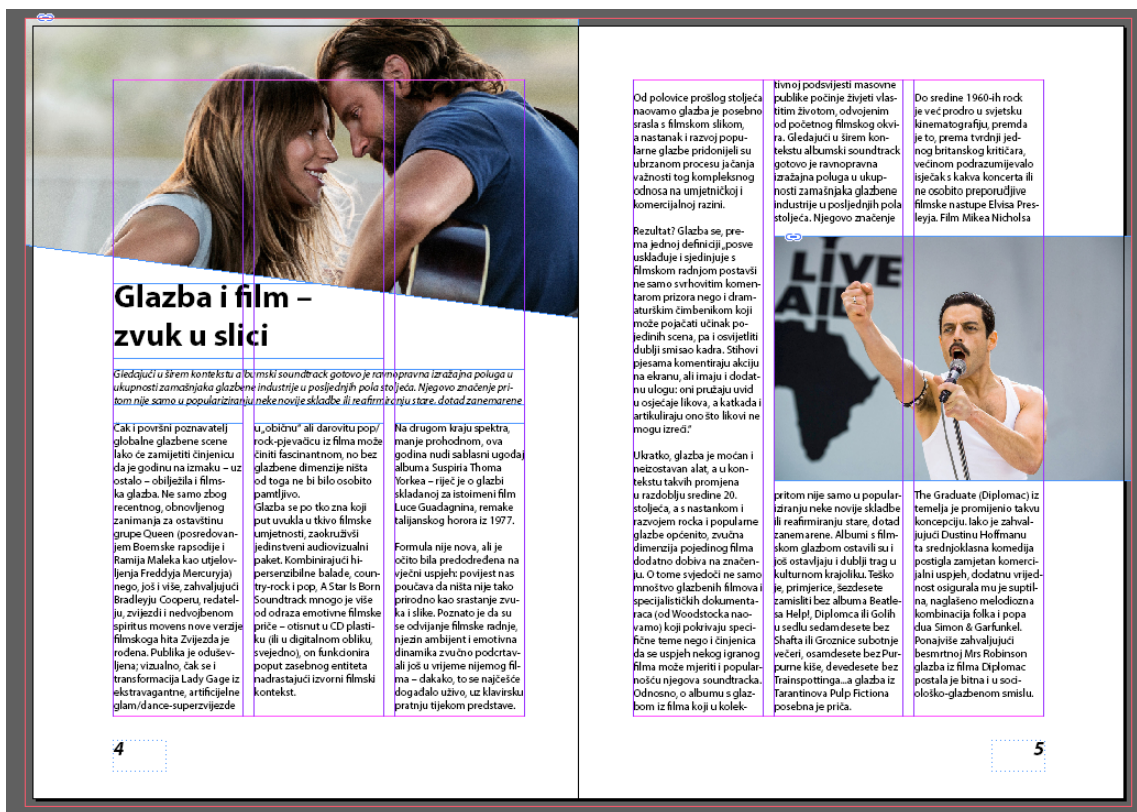 Glazba i film –
zvuk u slici
Gledajući u širem kontekstu albumski soundtrack gotovo je ravnopravna izražajna poluga u
ukupnosti zamašnjaka glazbene industrije u posljednjih pola stoljeća. Njegovo značenje pri-
tom nije samo u populariziranju neke novije skladbe ili reafirmiranju stare, dotad zanemarene
Čak i površni poznavatelj
globalne glazbene scene
lako će zamijetiti činjenicu
da je godinu na izmaku – uz
ostalo – obilježila i films-
ka glazba. Ne samo zbog
recentnog, obnovljenog
zanimanja za ostavštinu
grupe Queen (posredovan-
jem Boemske rapsodije i
Ramija Maleka kao utjelov-
ljenja Freddyja Mercuryja)
nego, još i više, zahvaljujući
Bradleyju Cooperu, redatel-
ju, zvijezdi i nedvojbenom
spiritus movens nove verzije
filmskoga hita Zvijezda je
rođena. Publika je odušev-
ljena; vizualno, čak se i
transformacija Lady Gage iz
ekstravagantne, artificijelne
glam/dance-superzvijezde
u „običnu“ ali darovitu pop/
rock-pjevačicu iz filma može
činiti fascinantnom, no bez
glazbene dimenzije ništa
od toga ne bi bilo osobito
pamtljivo.
Glazba se po tko zna koji
put uvukla u tkivo filmske
umjetnosti, zaokruživši
jedinstveni audiovizualni
paket. Kombinirajući hi-
persenzibilne balade, coun-
try-rock i pop, A Star Is Born
Soundtrack mnogo je više
od odraza emotivne filmske
priče – otisnut u CD plasti-
ku (ili u digitalnom obliku,
svejedno), on funkcionira
poput zasebnog entiteta
nadrastajući izvorni filmski
kontekst.
Na drugom kraju spektra,
manje prohodnom, ova
godina nudi sablasni ugođaj
albuma Suspiria Thoma
Yorkea – riječ je o glazbi
skladanoj za istoimeni film
Luce Guadagnina, remake
talijanskog horora iz 1977.
Formula nije nova, ali je
očito bila predodređena na
vječni uspjeh: povijest nas
poučava da ništa nije tako
prirodno kao srastanje zvu-
ka i slike. Poznato je da su
se odvijanje filmske radnje,
njezin ambijent i emotivna
dinamika zvučno podcrtav-
ali još u vrijeme nijemog fil-
ma – dakako, to se najčešće
događalo uživo, uz klavirsku
pratnju tijekom predstave.
4
Od polovice prošlog stoljeća
naovamo glazba je posebno
srasla s filmskom slikom,
a nastanak i razvoj popu-
larne glazbe pridonijeli su
ubrzanom procesu jačanja
važnosti tog kompleksnog
odnosa na umjetničkoj i
komercijalnoj razini.
Rezultat? Glazba se, pre-
ma jednoj definiciji „posve
usklađuje i sjedinjuje s
filmskom radnjom postavši
ne samo svrhovitim komen-
tarom prizora nego i dram-
aturškim čimbenikom koji
može pojačati učinak po-
jedinih scena, pa i osvijetliti
dublji smisao kadra. Stihovi
pjesama komentiraju akciju
na ekranu, ali imaju i dodat-
nu ulogu: oni pružaju uvid
u osjećaje likova, a katkada i
artikuliraju ono što likovi ne
mogu izreći.“
Ukratko, glazba je moćan i
neizostavan alat, a u kon-
tekstu takvih promjena
u razdoblju sredine 20.
stoljeća, a s nastankom i
razvojem rocka i popularne
glazbe općenito, zvučna
dimenzija pojedinog filma
dodatno dobiva na značen-
ju. O tome svjedoči ne samo
mnoštvo glazbenih filmova i
specijalističkih dokumenta-
raca (od Woodstocka nao-
vamo) koji pokrivaju speci-
fične teme nego i činjenica
da se uspjeh nekog igranog
filma može mjeriti i popular-
nošću njegova soundtracka.
Odnosno, o albumu s glaz-
bom iz filma koji u kolek-
tivnoj podsvijesti masovne
publike počinje živjeti vlas-
titim životom, odvojenim
od početnog filmskog okvi-
ra. Gledajući u širem kon-
tekstu albumski soundtrack
gotovo je ravnopravna
izražajna poluga u ukup-
nosti zamašnjaka glazbene
industrije u posljednjih pola
stoljeća. Njegovo značenje
LIVE
AID
pritom nije samo u popular-
iziranju neke novije skladbe
ili reafirmiranju stare, dotad
zanemarene. Albumi s film-
skom glazbom ostavili su i
još ostavljaju i dublji trag u
kulturnom krajoliku. Teško
je, primjerice, šezdesete
zamisliti bez albuma Beatle-
sa Help!, Diplomca ili Golih
u sedlu sedamdesete bez
Shafta ili Groznice subotnje
večeri, osamdesete bez Pur-
purne kiše, devedesete bez
Trainspottinga...a glazba iz
Tarantinova Pulp Fictiona
posebna je priča.
Do sredine 1960-ih rock
je već prodro u svjetsku
kinematografiju, premda
je to, prema tvrdnji jed-
nog britanskog kritičara,
većinom podrazumijevalo
isječak s kakva koncerta ili
ne osobito preporučljive
filmske nastupe Elvisa Pres-
leyja. Film Mikea Nicholsa
The Graduate (Diplomac) iz
temelja je promijenio takvu
koncepciju. Iako je zahval-
jujući Dustinu Hoffmanu
ta srednjoklasna komedija
postigla zamjetan komerci-
jalni uspjeh, dodatnu vrijed-
nost osigurala mu je suptil-
na, naglašeno melodiozna
kombinacija folka i popa
dua Simon & Garfunkel.
Ponajviše zahvaljujući
besmrtnoj Mrs Robinson
glazba iz filma Diplomac
postala je bitna i u soci-
ološko-glazbenom smislu.
5